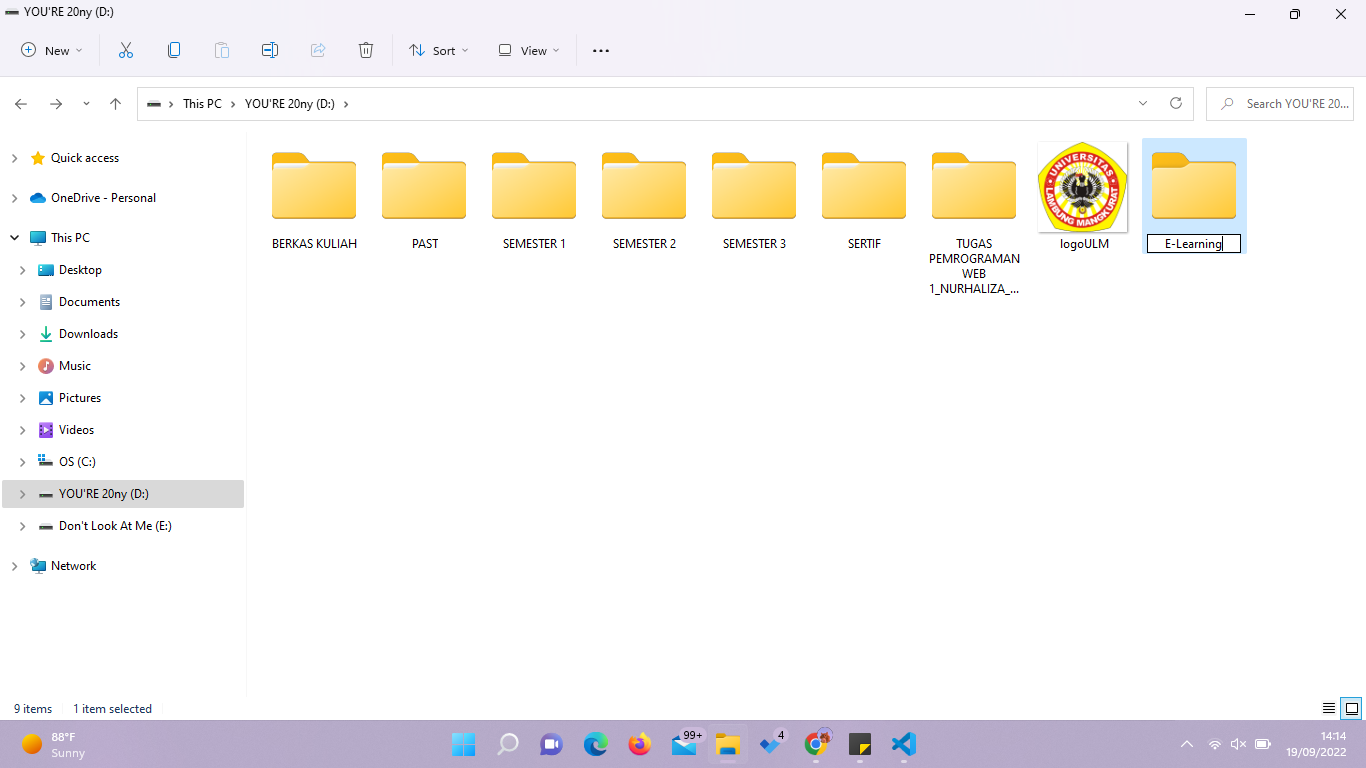 YOU'RE 20ny (D:)
New
Sort
View
This PC
YOU'RE 20ny (D:)
Search YOU'RE 20...
Quick access
OneDrive - Personal
This PC
Desktop
Documents
Downloads
Music
Pictures
Videos
OS (C:)
YOU'RE 20ny (D:)
Don't Look At Me (E:)
Network
BERKAS KULIAH
PAST
SEMESTER 1
SEMESTER 2
SEMESTER 3
SERTIF
TUGAS
PEMROGRAMAN
WEB
1_NURHALIZA_...
UNIVERSITAS
LAMBUNG MANGKURAT
logoULM
E-Learning
9 items
1 item selected
88°F
Sunny
99+
4
14:14
19/09/2022